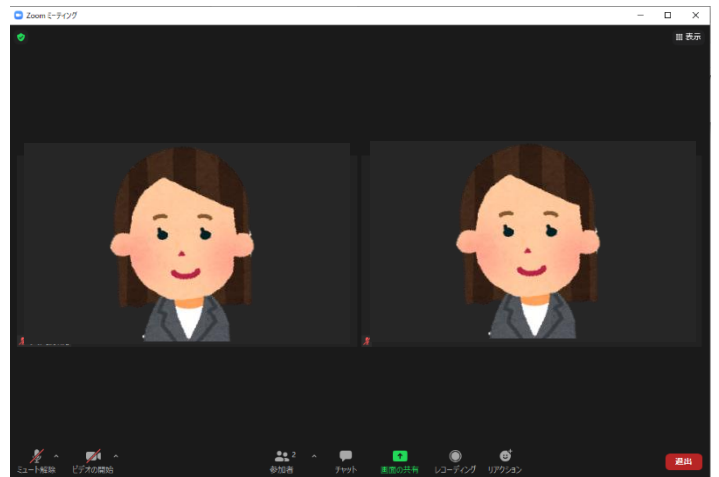 Zoom ミーティング
表示
ミュート解除
ビデオの開始
2
参加者
チャット
画面の共有
レコーディング
リアクション
退出